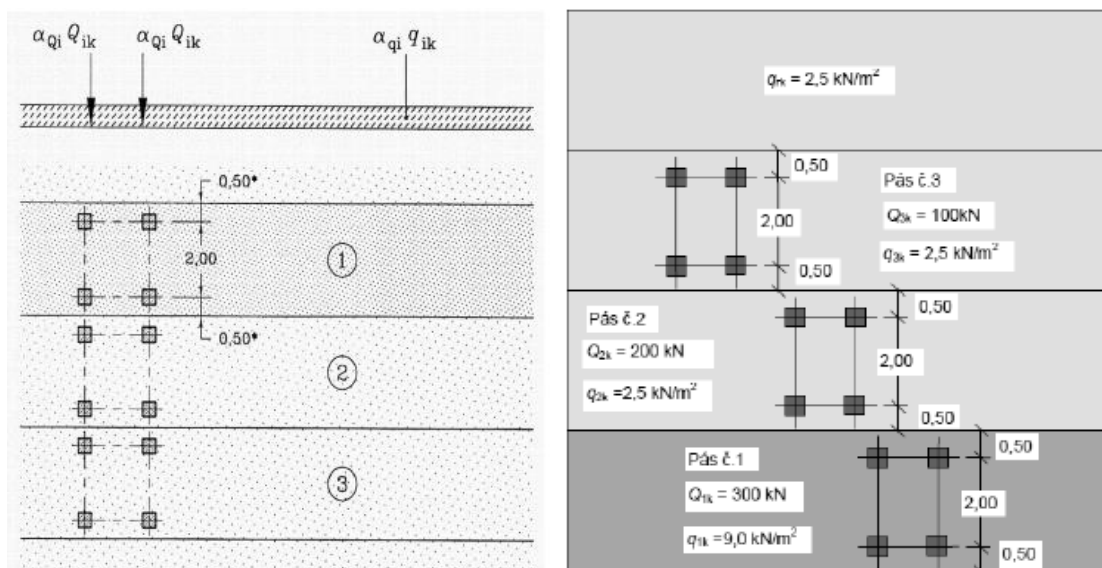 α_Qi Q_ik
α_Qi Q_ik
α_qi q_ik
0,50*
2,00
①
0,50*
②
③
q_rk = 2,5 kN/m²
0,50
Pás č.3
Q_3k = 100kN
2,00
q_3k = 2,5 kN/m²
0,50
0,50
Pás č.2
Q_2k = 200 kN
2,00
q_2k =2,5 kN/m²
0,50
0,50
Pás č.1
Q_1k = 300 kN
2,00
q_1k =9,0 kN/m²
0,50